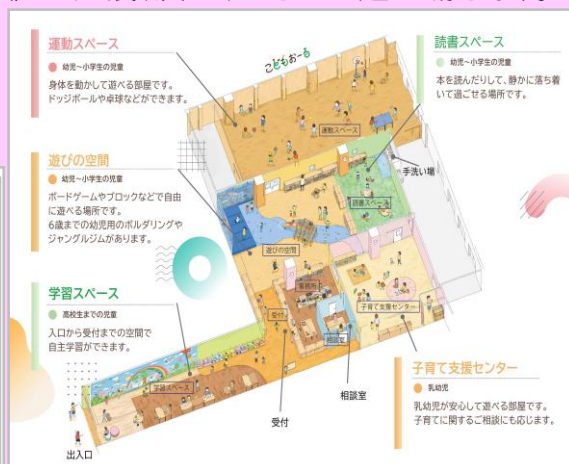 こどもおーる
運動スペース
幼児～小学生の児童
身体を動かして遊べる部屋です。
ドッジボールや卓球などができます。
遊びの空間
幼児～小学生の児童
ボードゲームやブロックなどで自由
に遊べる場所です。
6歳までの幼児用のボルダリングや
ジャングルジムがあります。
学習スペース
高校生までの児童
入口から受付までの空間で
自主学習ができます。
読書スペース
幼児～小学生の児童
本を読んだりして、静かに落ち着
いて過ごせる場所です。
運動スペース
手洗い場
読書スペース
遊びの空間
事務所
子育て支援センター
受付
相談室
学習スペース
相談室
受付
出入口
子育て支援センター
乳幼児
乳幼児が安心して遊べる部屋です。
子育てに関するご相談にも応じます。